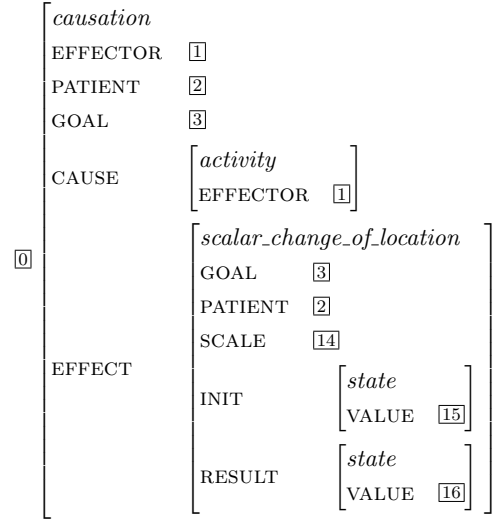 causation
EFFECTOR 1
PATIENT 2
GOAL 3
CAUSE
activity
EFFECTOR 1
0
EFFECT
scalar_change_of_location
GOAL 3
PATIENT 2
SCALE 14
INIT
state
VALUE 15
RESULT
state
VALUE 16